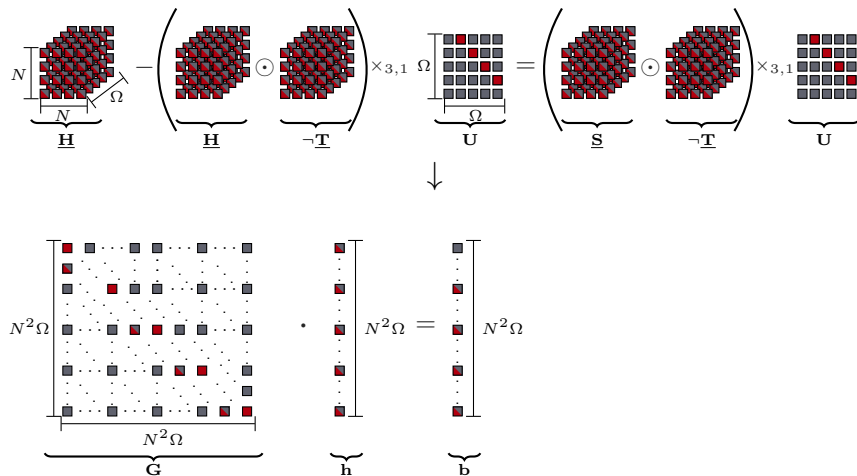 N − ( ⊙ ) ×₃,₁ Ω = ( ⊙ ) ×₃,₁
N Ω Ω
H H ¬T U S ¬T U
↓
N²Ω · N²Ω = N²Ω
N²Ω
G h b